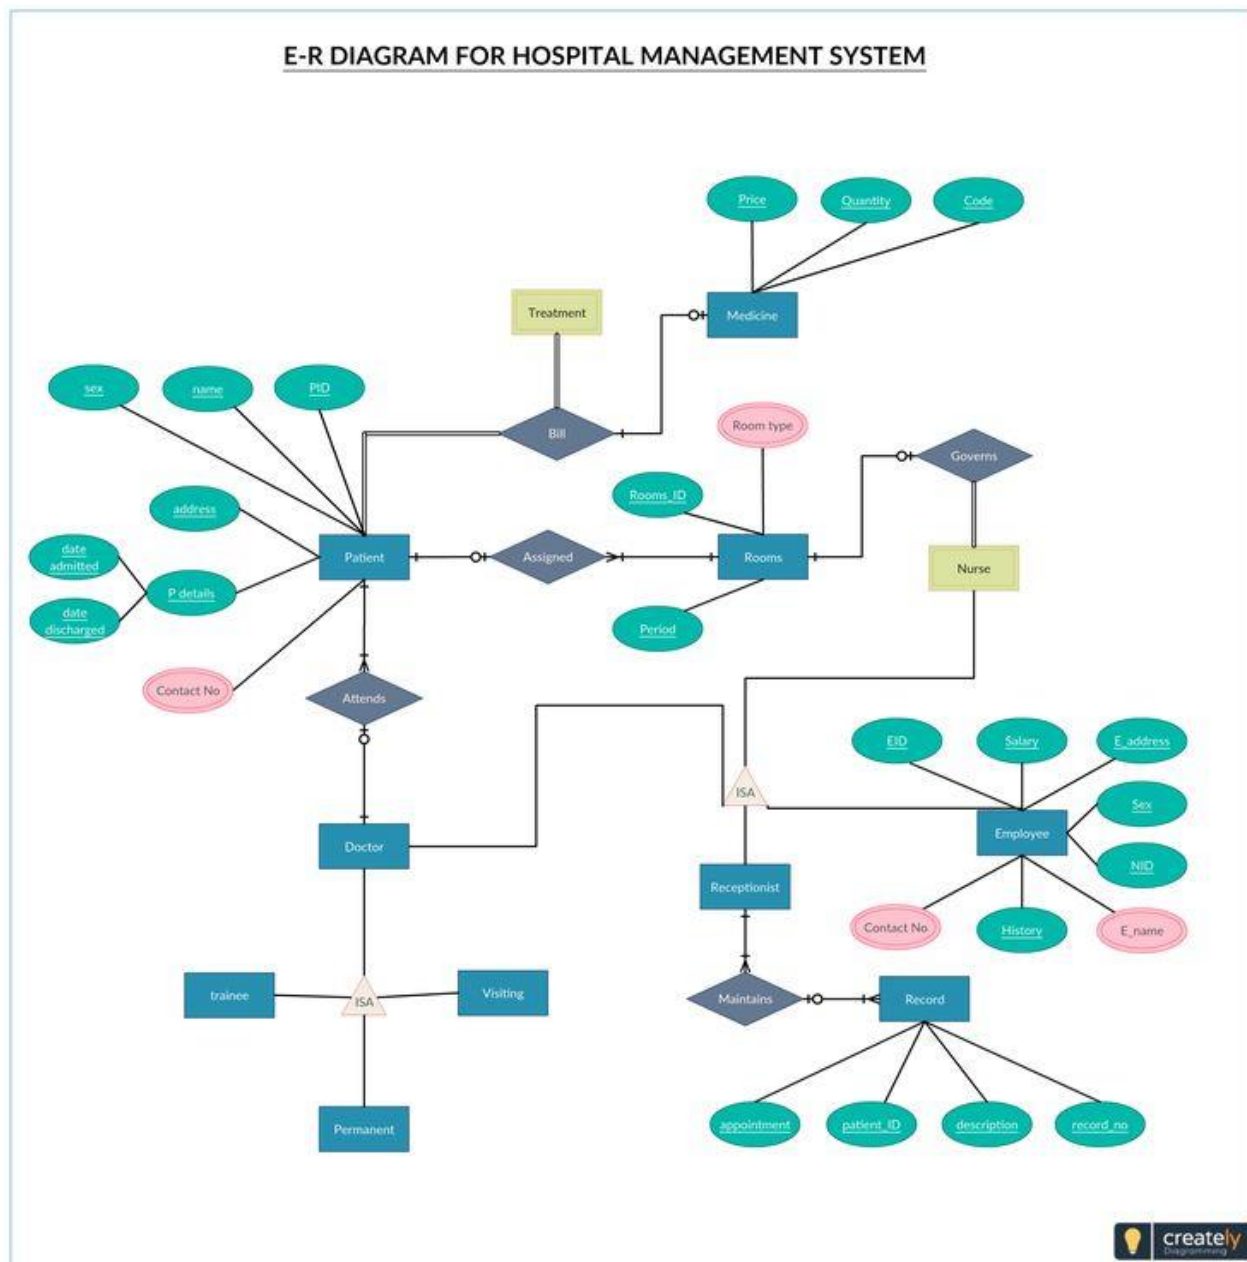 E-R DIAGRAM FOR HOSPITAL MANAGEMENT SYSTEM
Price
Quantity
Code
Treatment
Medicine
sex
name
PID
Bill
Room type
Governs
Rooms_ID
address
date
admitted
Patient
Assigned
Rooms
Nurse
P details
date
discharged
Period
Contact No
Attends
EID
Salary
E_address
ISA
Sex
Employee
Doctor
NID
Receptionist
Contact No
History
E_name
trainee
ISA
Visiting
Maintains
Record
Permanent
appointment
patient_ID
description
record_no
creately
Diagramming